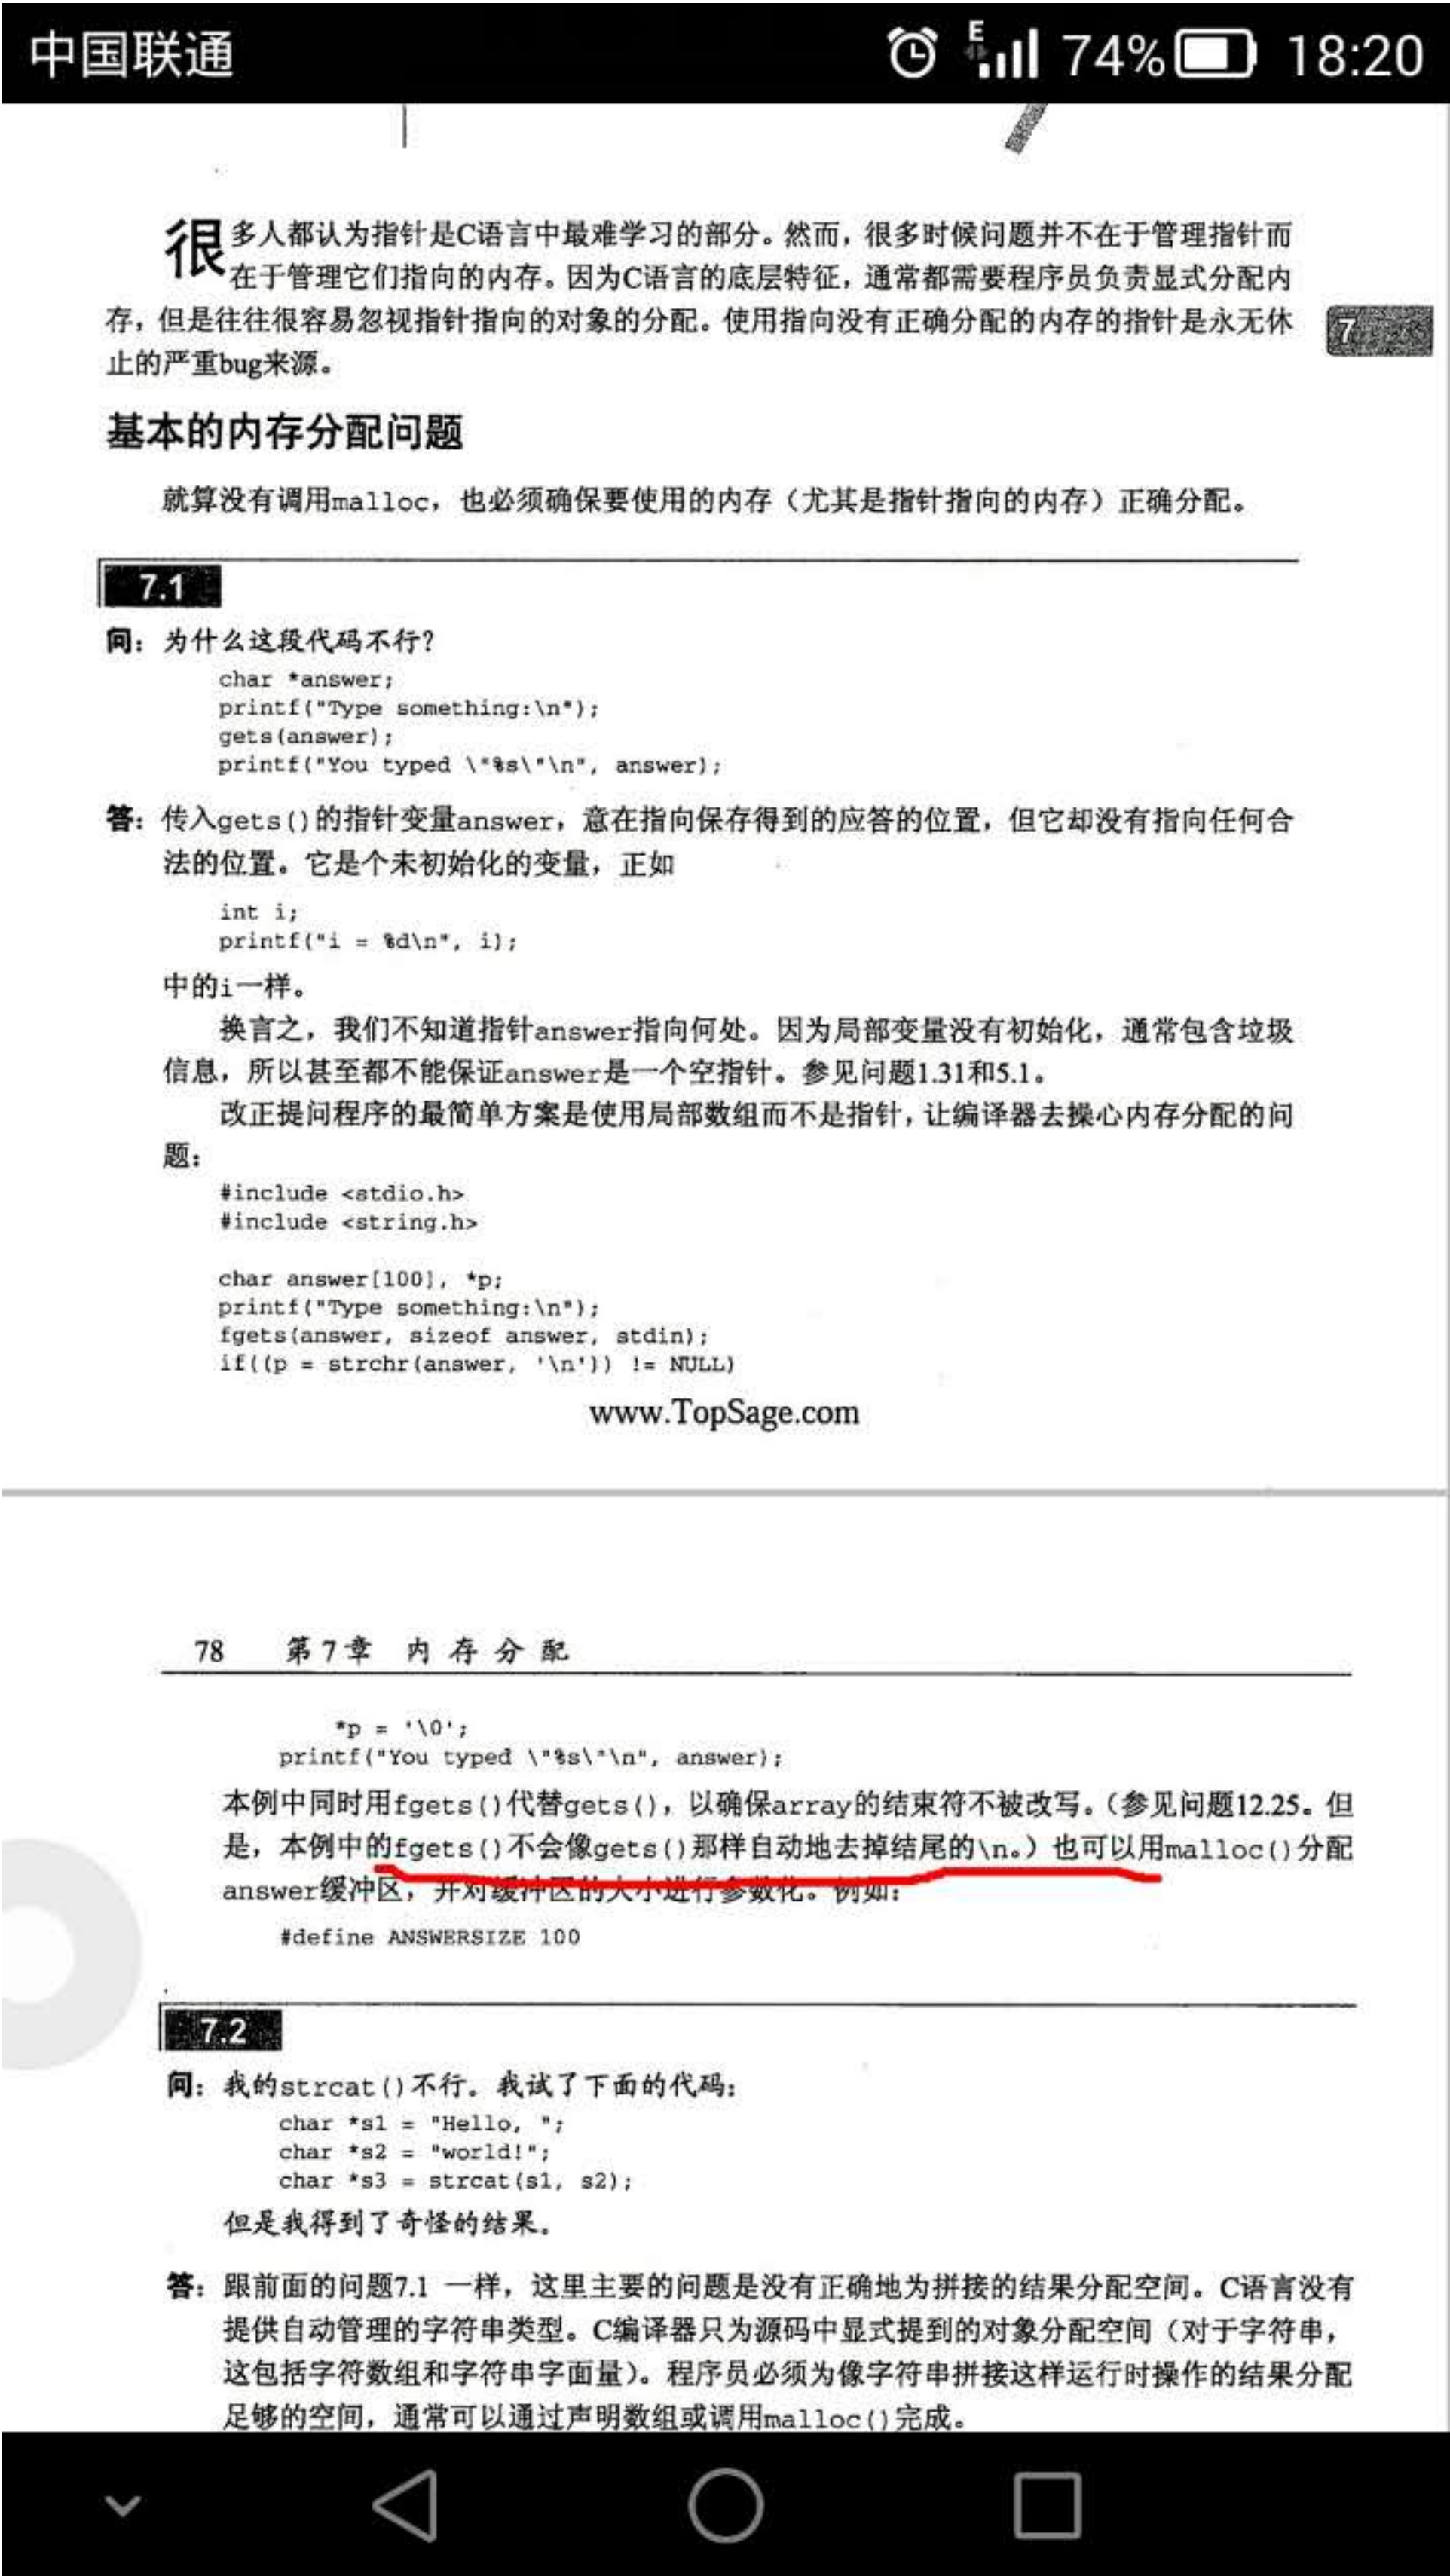 中国联通
E 74% 18:20
很多人都认为指针是C语言中最难学习的部分。然而，很多时候问题并不在于管理指针而
在于管理它们指向的内存。因为C语言的底层特征，通常都需要程序员负责显式分配内
存，但是往往很容易忽视指针指向的对象的分配。使用指向没有正确分配的内存的指针是永无休
7
止的严重bug来源。
基本的内存分配问题
就算没有调用malloc，也必须确保要使用的内存（尤其是指针指向的内存）正确分配。
7.1
问：为什么这段代码不行？
char *answer;
printf("Type something:\n");
gets(answer);
printf("You typed \"%s\"\n", answer);
答：传入gets()的指针变量answer，意在指向保存得到的应答的位置，但它却没有指向任何合
法的位置。它是个未初始化的变量，正如
int i;
printf("i = %d\n", i);
中的i一样。
换言之，我们不知道指针answer指向何处。因为局部变量没有初始化，通常包含垃圾
信息，所以甚至都不能保证answer是一个空指针。参见问题1.31和5.1。
改正提问程序的最简单方案是使用局部数组而不是指针，让编译器去操心内存分配的问
题：
#include <stdio.h>
#include <string.h>
char answer[100], *p;
printf("Type something:\n");
fgets(answer, sizeof answer, stdin);
if((p = strchr(answer, '\n')) != NULL)
www.TopSage.com
78 第7章 内存分配
*p = '\0';
printf("You typed \"%s\"\n", answer);
本例中同时用fgets()代替gets()，以确保array的结束符不被改写。（参见问题12.25。但
是，本例中的fgets()不会像gets()那样自动地去掉结尾的\n。）也可以用malloc()分配
answer缓冲区，并对缓冲区的大小进行参数化。例如：
#define ANSWERSIZE 100
7.2
问：我的strcat()不行。我试了下面的代码：
char *s1 = "Hello, ";
char *s2 = "world!";
char *s3 = strcat(s1, s2);
但是我得到了奇怪的结果。
答：跟前面的问题7.1 一样，这里主要的问题是没有正确地为拼接的结果分配空间。C语言没有
提供自动管理的字符串类型。C编译器只为源码中显式提到的对象分配空间（对于字符串，
这包括字符数组和字符串字面量）。程序员必须为像字符串拼接这样运行时操作的结果分配
足够的空间，通常可以通过声明数组或调用malloc()完成。